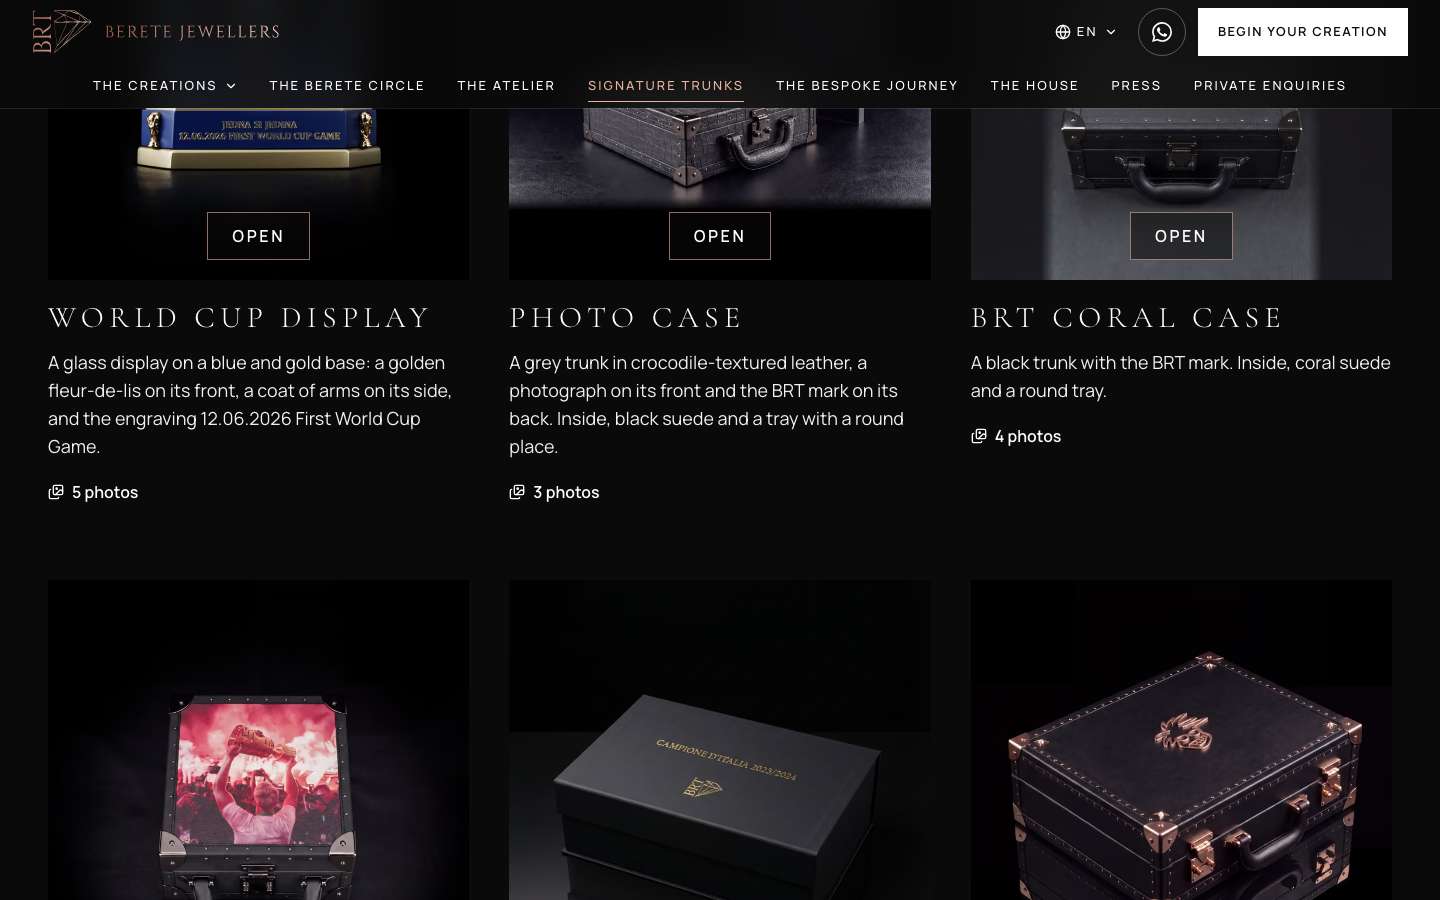 BRT BERETE JEWELLERS
EN
BEGIN YOUR CREATION
THE CREATIONS THE BERETE CIRCLE THE ATELIER SIGNATURE TRUNKS THE BESPOKE JOURNEY THE HOUSE PRESS PRIVATE ENQUIRIES
JEDNA SI JEDINA
12.06.2026 FIRST WORLD CUP GAME
OPEN
OPEN
OPEN
WORLD CUP DISPLAY
A glass display on a blue and gold base: a golden
fleur-de-lis on its front, a coat of arms on its side,
and the engraving 12.06.2026 First World Cup
Game.
5 photos
PHOTO CASE
A grey trunk in crocodile-textured leather, a
photograph on its front and the BRT mark on its
back. Inside, black suede and a tray with a round
place.
3 photos
BRT CORAL CASE
A black trunk with the BRT mark. Inside, coral suede
and a round tray.
4 photos
CAMPIONE D'ITALIA 2023/2024
BRT